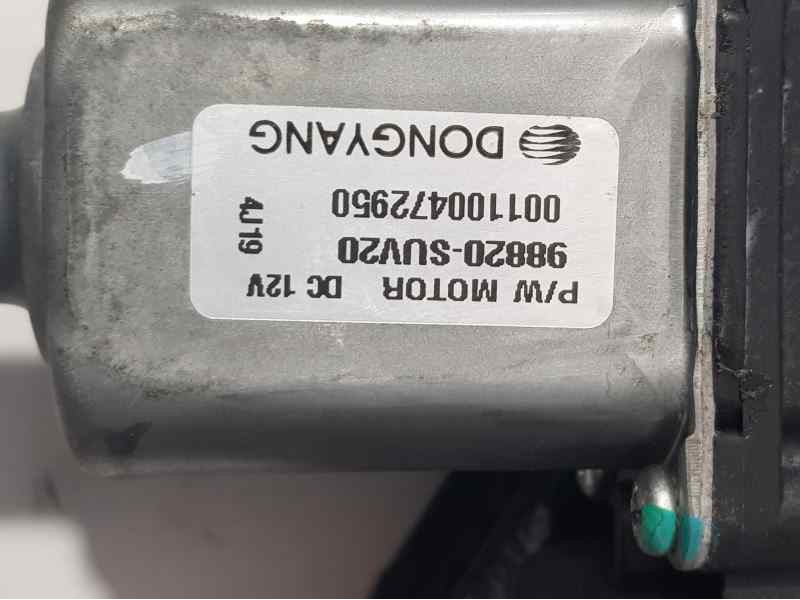 P/W MOTOR DC 12V
98820-SUV20
001100472950 4J19
DONGYANG